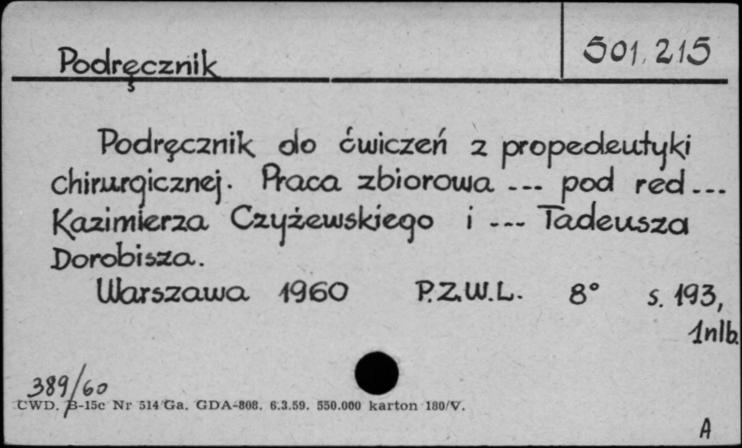 Podręcznik 501.215
Podręcznik do ćwiczeń z propedeutyki
chirurgicznej. Praca zbiorowa --- pod red---
Kazimierza Czyżewskiego i --- Tadeusza
Dorobisza.
Warszawa 1960 P.Z.W.L. 8° s. 193,
1nlb.
389/60
CWD. B-15c Nr 514 Ga. GDA-808. 6.3.59. 550.000 karton 180/V.
A